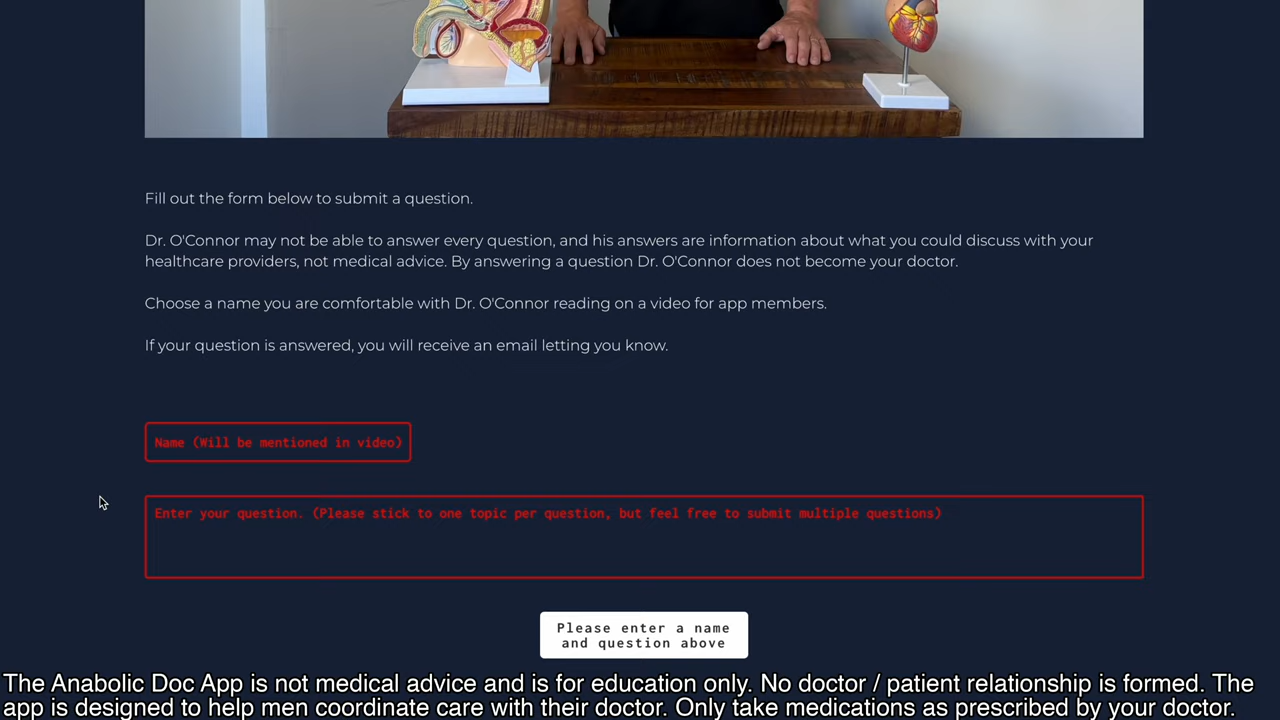 Fill out the form below to submit a question.
Dr. O'Connor may not be able to answer every question, and his answers are information about what you could discuss with your
healthcare providers, not medical advice. By answering a question Dr. O'Connor does not become your doctor.
Choose a name you are comfortable with Dr. O'Connor reading on a video for app members.
If your question is answered, you will receive an email letting you know.
Name (Will be mentioned in video)
Enter your question. (Please stick to one topic per question, but feel free to submit multiple questions)
Please enter a name
and question above
The Anabolic Doc App is not medical advice and is for education only. No doctor / patient relationship is formed. The
app is designed to help men coordinate care with their doctor. Only take medications as prescribed by your doctor.